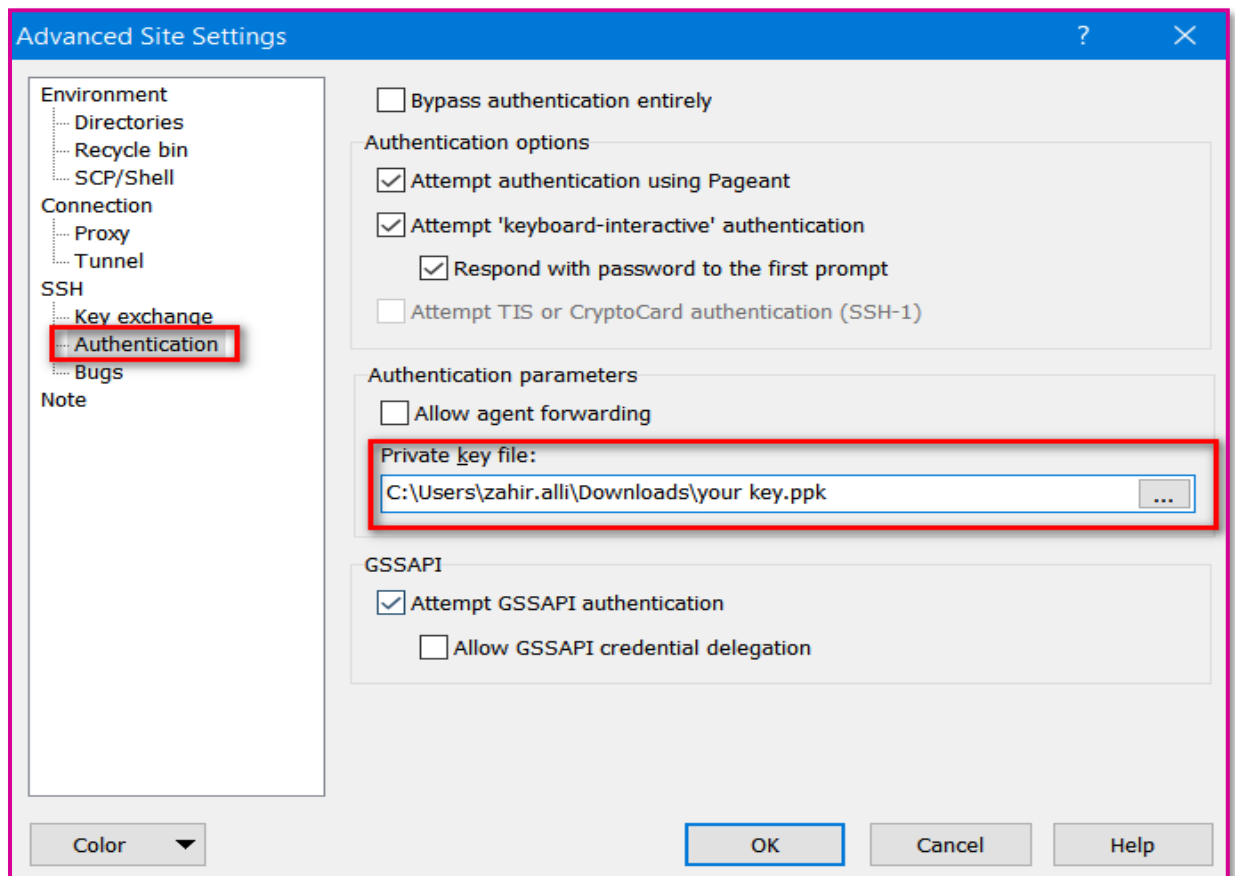 Advanced Site Settings ?
Environment
Directories
Recycle bin
SCP/Shell
Connection
Proxy
Tunnel
SSH
Key exchange
Authentication
Bugs
Note
Bypass authentication entirely
Authentication options
Attempt authentication using Pageant
Attempt 'keyboard-interactive' authentication
Respond with password to the first prompt
Attempt TIS or CryptoCard authentication (SSH-1)
Authentication parameters
Allow agent forwarding
Private key file:
C:\Users\zahir.alli\Downloads\your key.ppk ...
GSSAPI
Attempt GSSAPI authentication
Allow GSSAPI credential delegation
Color OK Cancel Help